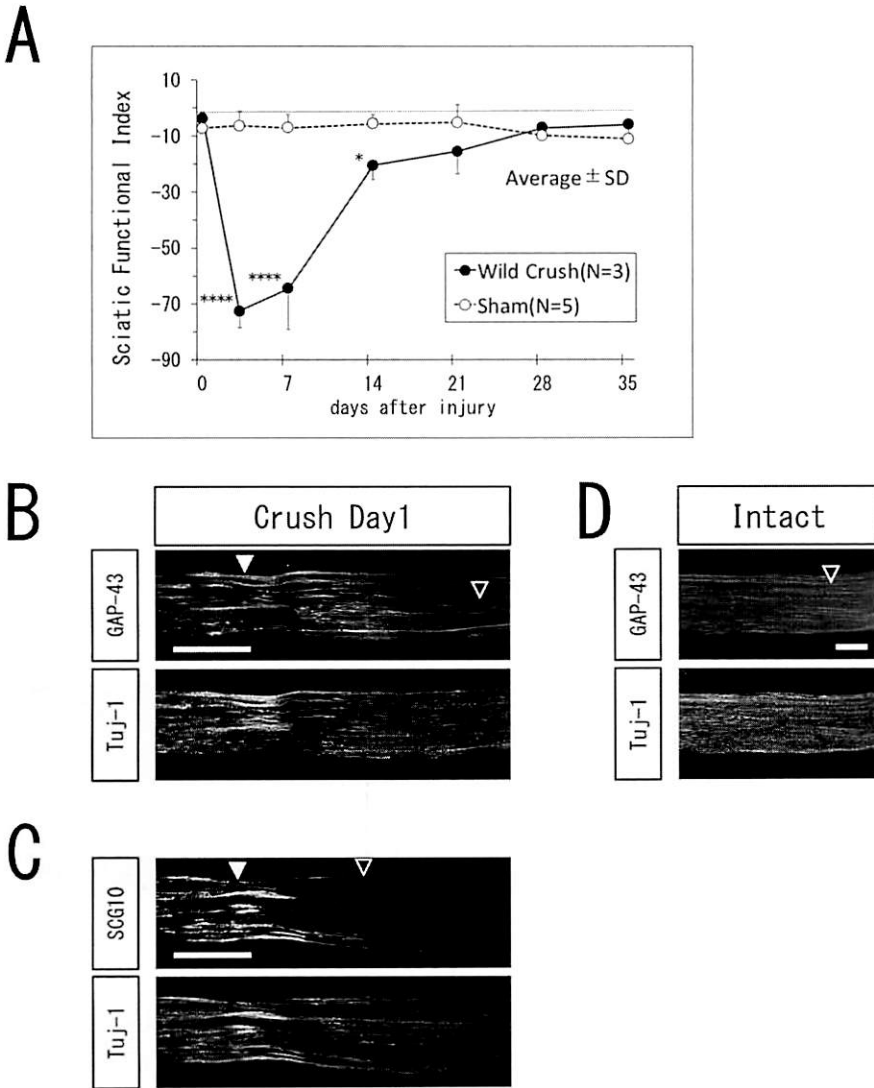 A
Sciatic Functional Index
10
-10
-30
-50
-70
-90
0 7 14 21 28 35
days after injury
****
****
*
Average ± SD
Wild Crush(N=3)
Sham(N=5)
B
Crush Day1
GAP-43
Tuj-1
D
Intact
GAP-43
Tuj-1
C
SCG10
Tuj-1